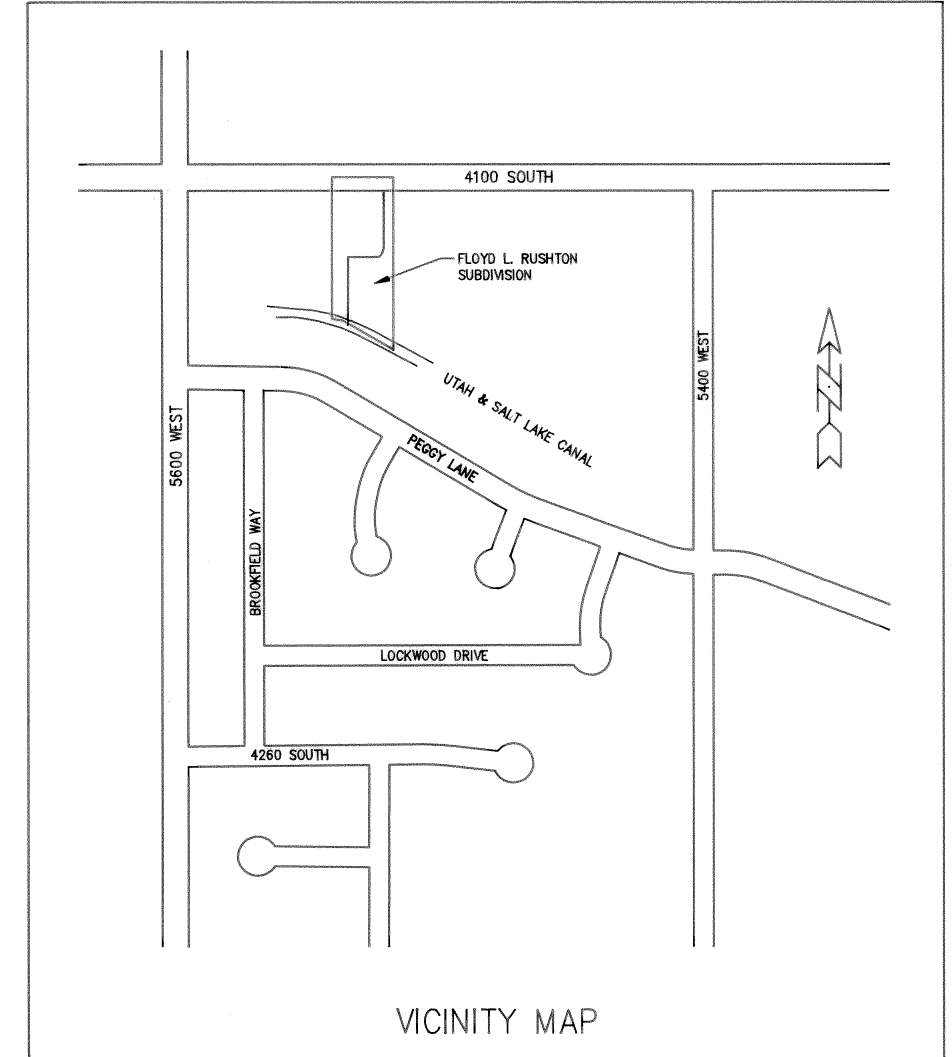 4100 SOUTH
FLOYD L. RUSHTON
SUBDIVISION
5400 WEST
UTAH & SALT LAKE CANAL
5600 WEST
PEGGY LANE
BROOKFIELD WAY
LOCKWOOD DRIVE
4260 SOUTH
VICINITY MAP